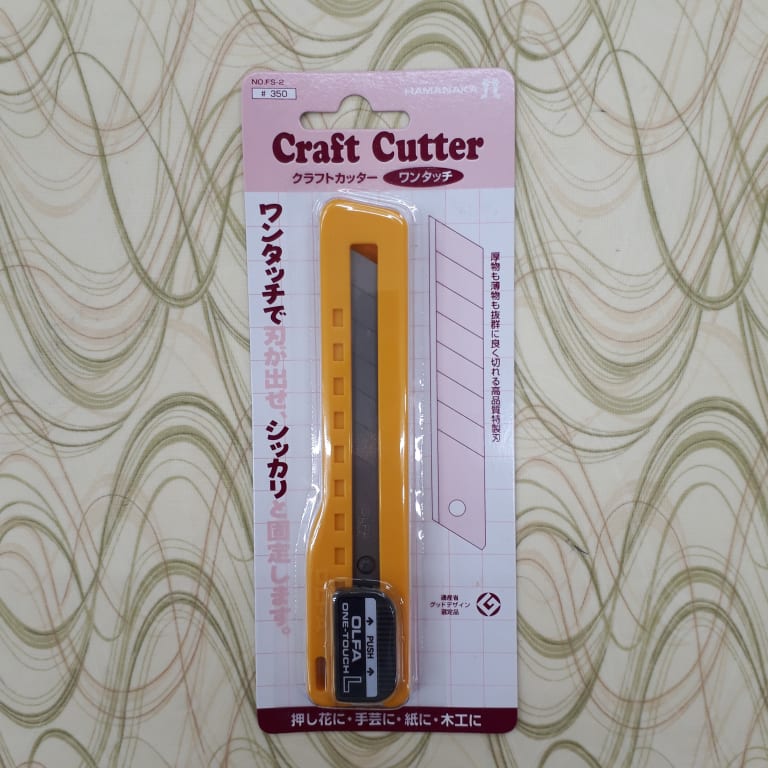 NO.FS-2
# 350
HAMANAKA
Craft Cutter
クラフトカッター ワンタッチ
ワンタッチで刃が出せ、シッカリと固定します。
厚物も薄物も抜群に良く切れる高品質特製刃
OLFA
PUSH
OLFA
ONE-TOUCH L
通産省
グッドデザイン
選定品
G
押し花に・手芸に・紙に・木工に